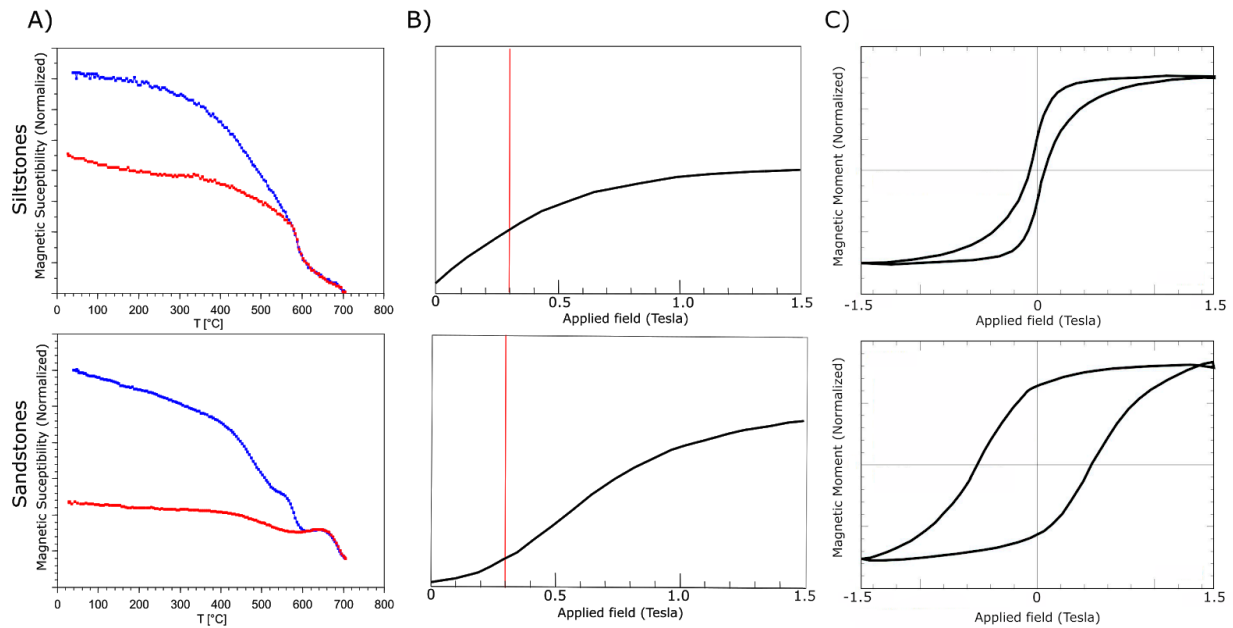 A)
B)
C)
Siltstones
Magnetic Suceptibility (Normalized)
0 100 200 300 400 500 600 700 800
T [°C]
0 0.5 1.0 1.5
Applied field (Tesla)
Magnetic Moment (Normalized)
-1.5 0 1.5
Applied field (Tesla)
Sandstones
Magnetic Suceptibility (Normalized)
0 100 200 300 400 500 600 700 800
T [°C]
0 0.5 1.0 1.5
Applied field (Tesla)
Magnetic Moment (Normalized)
-1.5 0 1.5
Applied field (Tesla)